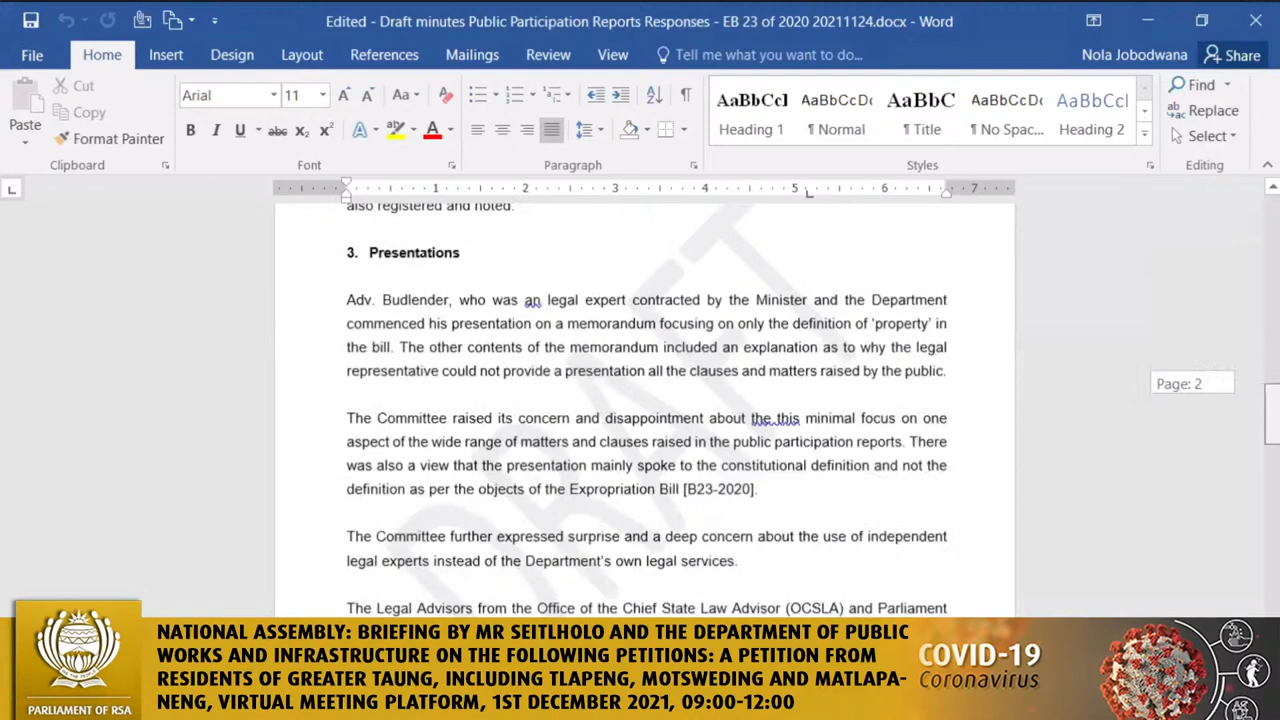 Edited - Draft minutes Public Participation Reports Responses - EB 23 of 2020 20211124.docx - Word
File Home Insert Design Layout References Mailings Review View Tell me what you want to do... Nola Jobodwana Share
Paste
Cut
Copy
Format Painter
Clipboard
Arial 11
Font
Paragraph
AaBbCcI AaBbCcDc AaBbC AaBbCcDc AaBbCcI
Heading 1 ¶ Normal ¶ Title ¶ No Spac... Heading 2
Styles
Find
Replace
Select
Editing
1 2 3 4 5 6 7
also registered and noted.
3. Presentations
Adv. Budlender, who was an legal expert contracted by the Minister and the Department
commenced his presentation on a memorandum focusing on only the definition of ‘property’ in
the bill. The other contents of the memorandum included an explanation as to why the legal
representative could not provide a presentation all the clauses and matters raised by the public.
The Committee raised its concern and disappointment about the this minimal focus on one
aspect of the wide range of matters and clauses raised in the public participation reports. There
was also a view that the presentation mainly spoke to the constitutional definition and not the
definition as per the objects of the Expropriation Bill [B23-2020].
The Committee further expressed surprise and a deep concern about the use of independent
legal experts instead of the Department’s own legal services.
The Legal Advisors from the Office of the Chief State Law Advisor (OCSLA) and Parliament
DRAFT
Page: 2
NATIONAL ASSEMBLY: BRIEFING BY MR SEITLHOLO AND THE DEPARTMENT OF PUBLIC
WORKS AND INFRASTRUCTURE ON THE FOLLOWING PETITIONS: A PETITION FROM
RESIDENTS OF GREATER TAUNG, INCLUDING TLAPENG, MOTSWEDING AND MATLAPA-
NENG, VIRTUAL MEETING PLATFORM, 1ST DECEMBER 2021, 09:00-12:00
PARLIAMENT OF RSA
COVID-19
Coronavirus